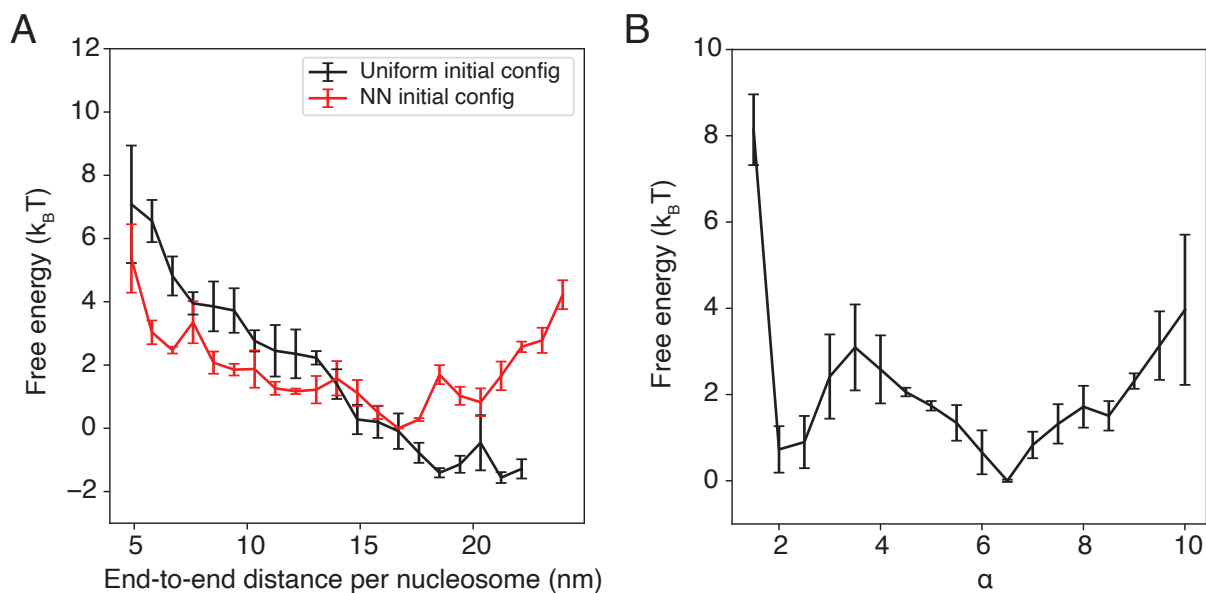 A
Free energy (kBT)
12
10
8
6
4
2
0
−2
Uniform initial config
NN initial config
5
10
15
20
End-to-end distance per nucleosome (nm)
B
Free energy (kBT)
10
8
6
4
2
0
2
4
6
8
10
α